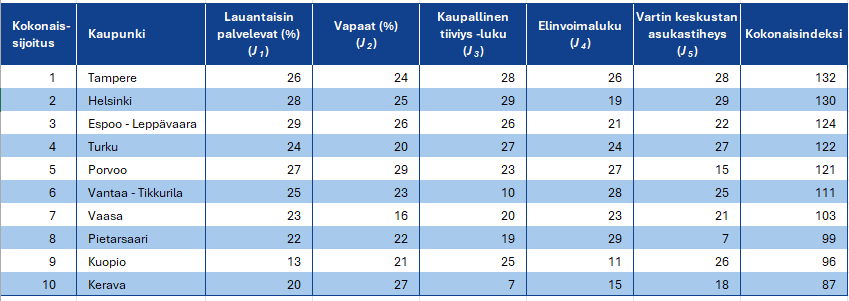 Kokonais-sijoitus Kaupunki Lauantaisin palvelevat (%) (J1) Vapaat (%) (J2) Kaupallinen tiiviys -luku (J3) Elinvoimaluku (J4) Vartin keskustan asukastiheys (J5) Kokonaisindeksi
1 Tampere 26 24 28 26 28 132
2 Helsinki 28 25 29 19 29 130
3 Espoo - Leppävaara 29 26 26 21 22 124
4 Turku 24 20 27 24 27 122
5 Porvoo 27 29 23 27 15 121
6 Vantaa - Tikkurila 25 23 10 28 25 111
7 Vaasa 23 16 20 23 21 103
8 Pietarsaari 22 22 19 29 7 99
9 Kuopio 13 21 25 11 26 96
10 Kerava 20 27 7 15 18 87